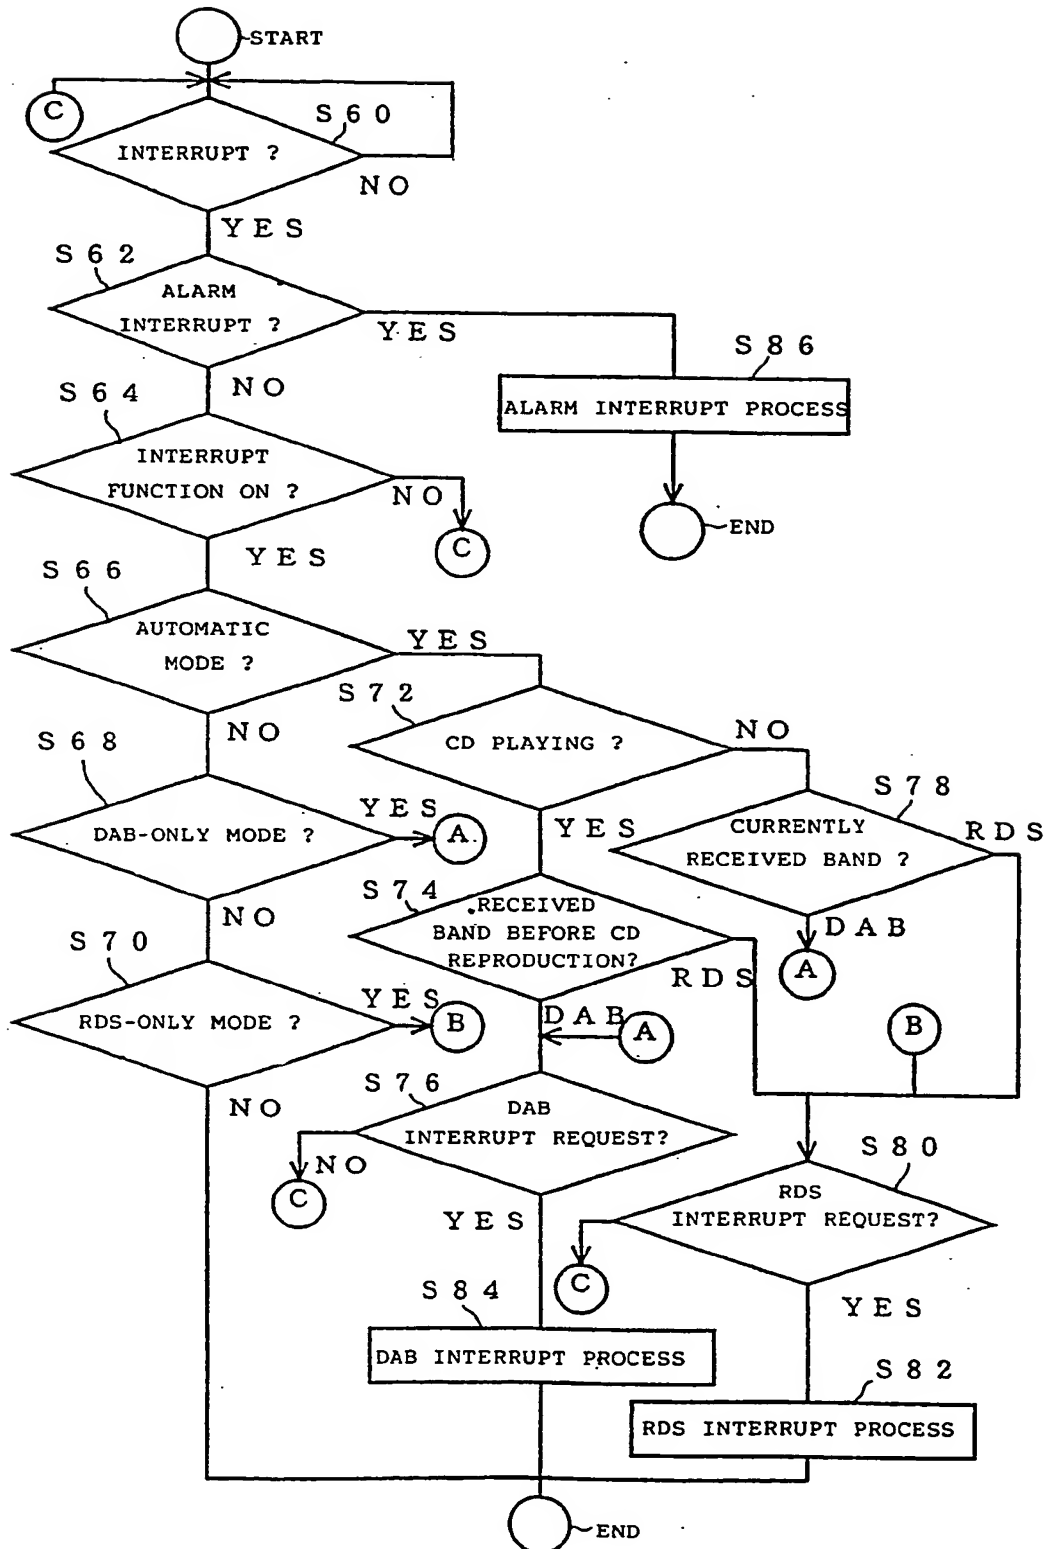 START
C
S60
INTERRUPT ?
NO
YES
S62
ALARM
INTERRUPT ?
YES
S86
ALARM INTERRUPT PROCESS
NO
S64
INTERRUPT
FUNCTION ON ?
NO
C
END
YES
S66
AUTOMATIC
MODE ?
YES
S72
NO
CD PLAYING ?
NO
S68
S78
DAB-ONLY MODE ?
YES
A
YES
CURRENTLY
RECEIVED BAND ?
RDS
S74
RECEIVED
BAND BEFORE CD
REPRODUCTION?
NO
DAB
A
S70
RDS
RDS-ONLY MODE ?
YES
B
DAB
A
B
S76
NO
DAB
INTERRUPT REQUEST?
NO
C
S80
RDS
INTERRUPT REQUEST?
YES
C
S84
YES
DAB INTERRUPT PROCESS
S82
RDS INTERRUPT PROCESS
END